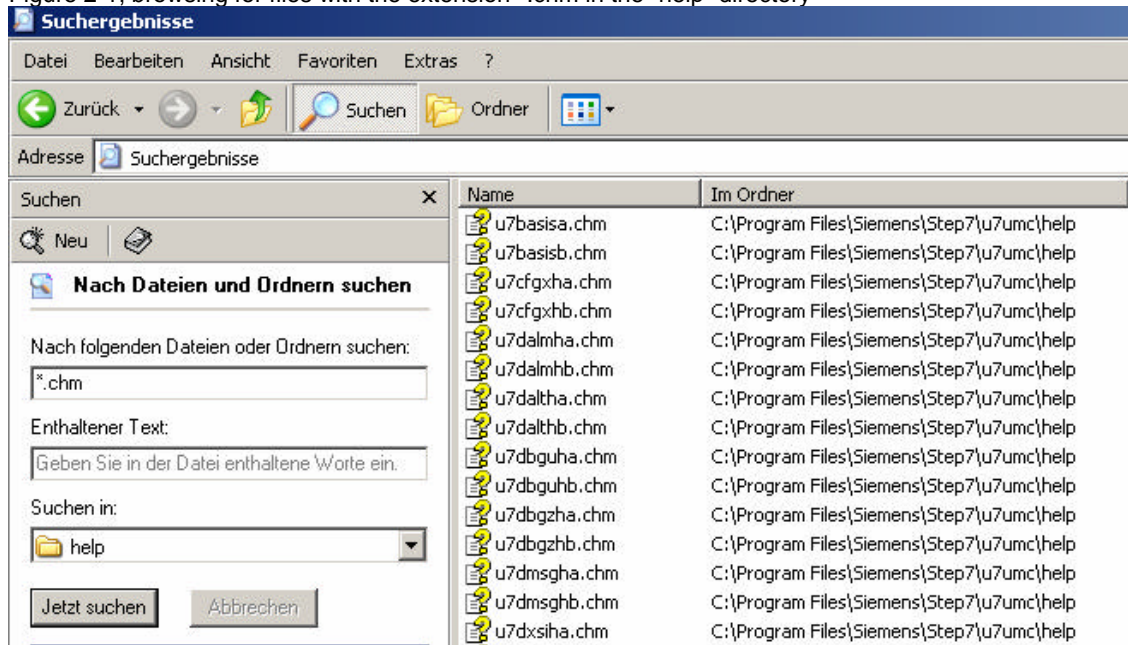 Suchergebnisse
Datei Bearbeiten Ansicht Favoriten Extras ?
Zurück Suchen Ordner
Adresse Suchergebnisse
Suchen x
Neu
Nach Dateien und Ordnern suchen
Nach folgenden Dateien oder Ordnern suchen:
*.chm
Enthaltener Text:
Geben Sie in der Datei enthaltene Worte ein.
Suchen in:
help
Jetzt suchen Abbrechen
Name Im Ordner
u7basisa.chm C:\Program Files\Siemens\Step7\u7umc\help
u7basisb.chm C:\Program Files\Siemens\Step7\u7umc\help
u7cfgxha.chm C:\Program Files\Siemens\Step7\u7umc\help
u7cfgxhb.chm C:\Program Files\Siemens\Step7\u7umc\help
u7dalmha.chm C:\Program Files\Siemens\Step7\u7umc\help
u7dalmhb.chm C:\Program Files\Siemens\Step7\u7umc\help
u7daltha.chm C:\Program Files\Siemens\Step7\u7umc\help
u7dalthb.chm C:\Program Files\Siemens\Step7\u7umc\help
u7dbguha.chm C:\Program Files\Siemens\Step7\u7umc\help
u7dbguhb.chm C:\Program Files\Siemens\Step7\u7umc\help
u7dbgzha.chm C:\Program Files\Siemens\Step7\u7umc\help
u7dbgzhb.chm C:\Program Files\Siemens\Step7\u7umc\help
u7dmsgha.chm C:\Program Files\Siemens\Step7\u7umc\help
u7dmsghb.chm C:\Program Files\Siemens\Step7\u7umc\help
u7dxsiha.chm C:\Program Files\Siemens\Step7\u7umc\help